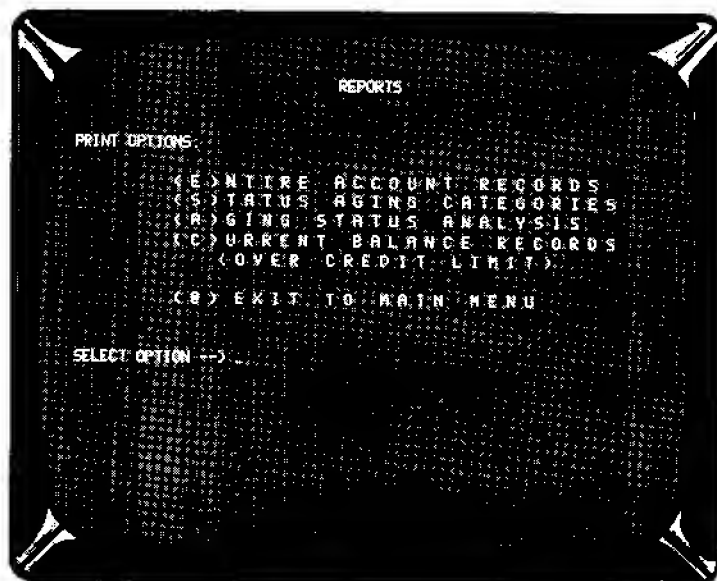 REPORTS
PRINT OPTIONS:
(E)NTIRE ACCOUNT RECORDS
(S)TATUS AGING CATEGORIES
(A)GING STATUS ANALYSIS
(C)URRENT BALANCE RECORDS
(OVER CREDIT LIMIT)
(@) EXIT TO MAIN MENU
SELECT OPTION --> _